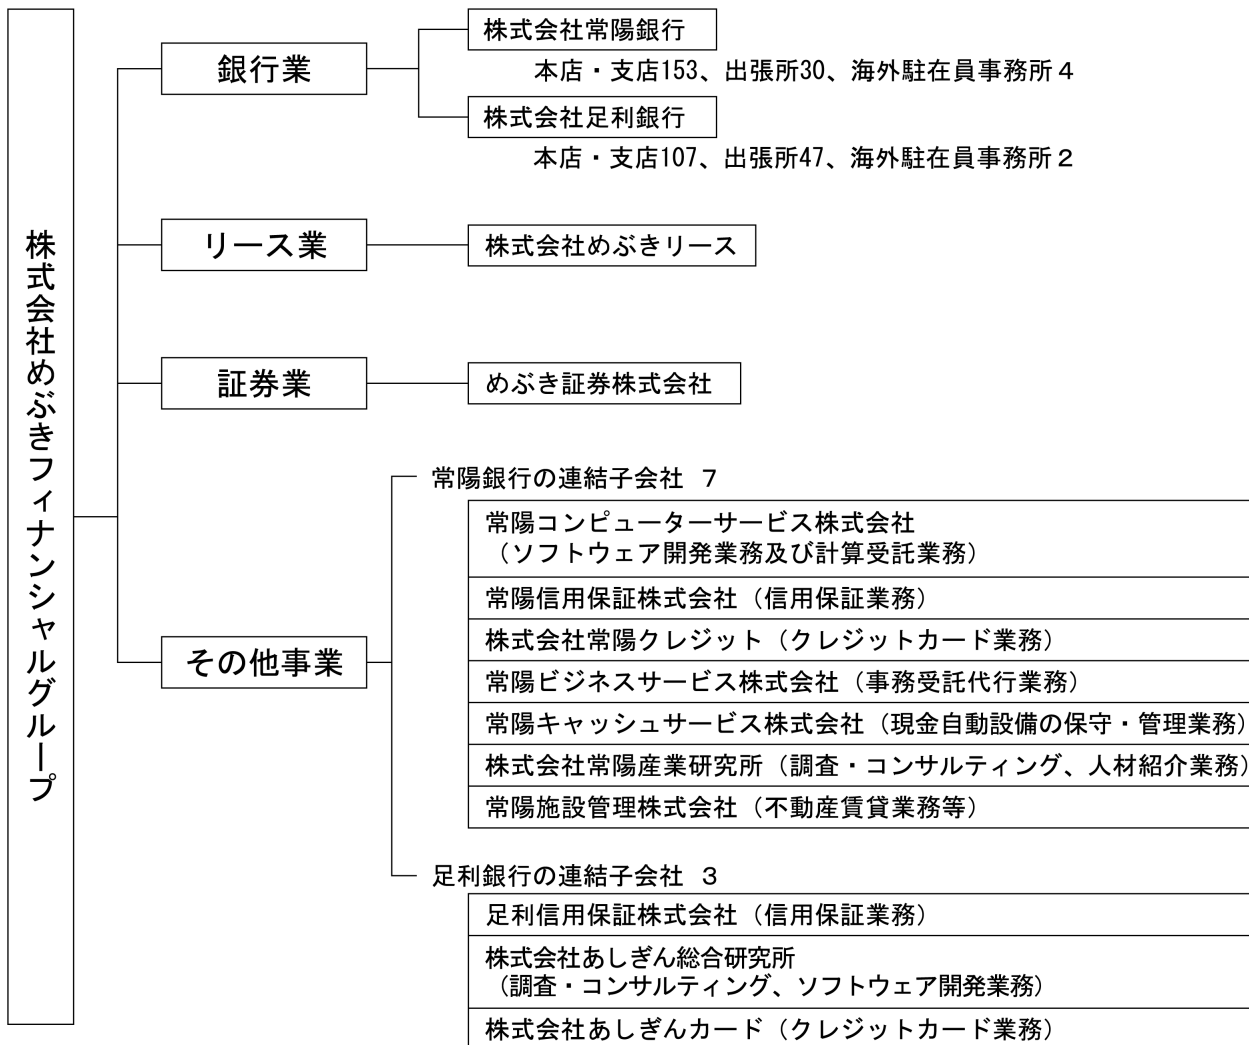 株式会社めぶきフィナンシャルグループ
銀行業
株式会社常陽銀行
本店・支店153、出張所30、海外駐在員事務所４
株式会社足利銀行
本店・支店107、出張所47、海外駐在員事務所２
リース業
株式会社めぶきリース
証券業
めぶき証券株式会社
その他事業
常陽銀行の連結子会社 ７
常陽コンピューターサービス株式会社
（ソフトウェア開発業務及び計算受託業務）
常陽信用保証株式会社（信用保証業務）
株式会社常陽クレジット（クレジットカード業務）
常陽ビジネスサービス株式会社（事務受託代行業務）
常陽キャッシュサービス株式会社（現金自動設備の保守・管理業務）
株式会社常陽産業研究所（調査・コンサルティング、人材紹介業務）
常陽施設管理株式会社（不動産賃貸業務等）
足利銀行の連結子会社 ３
足利信用保証株式会社（信用保証業務）
株式会社あしぎん総合研究所
（調査・コンサルティング、ソフトウェア開発業務）
株式会社あしぎんカード（クレジットカード業務）